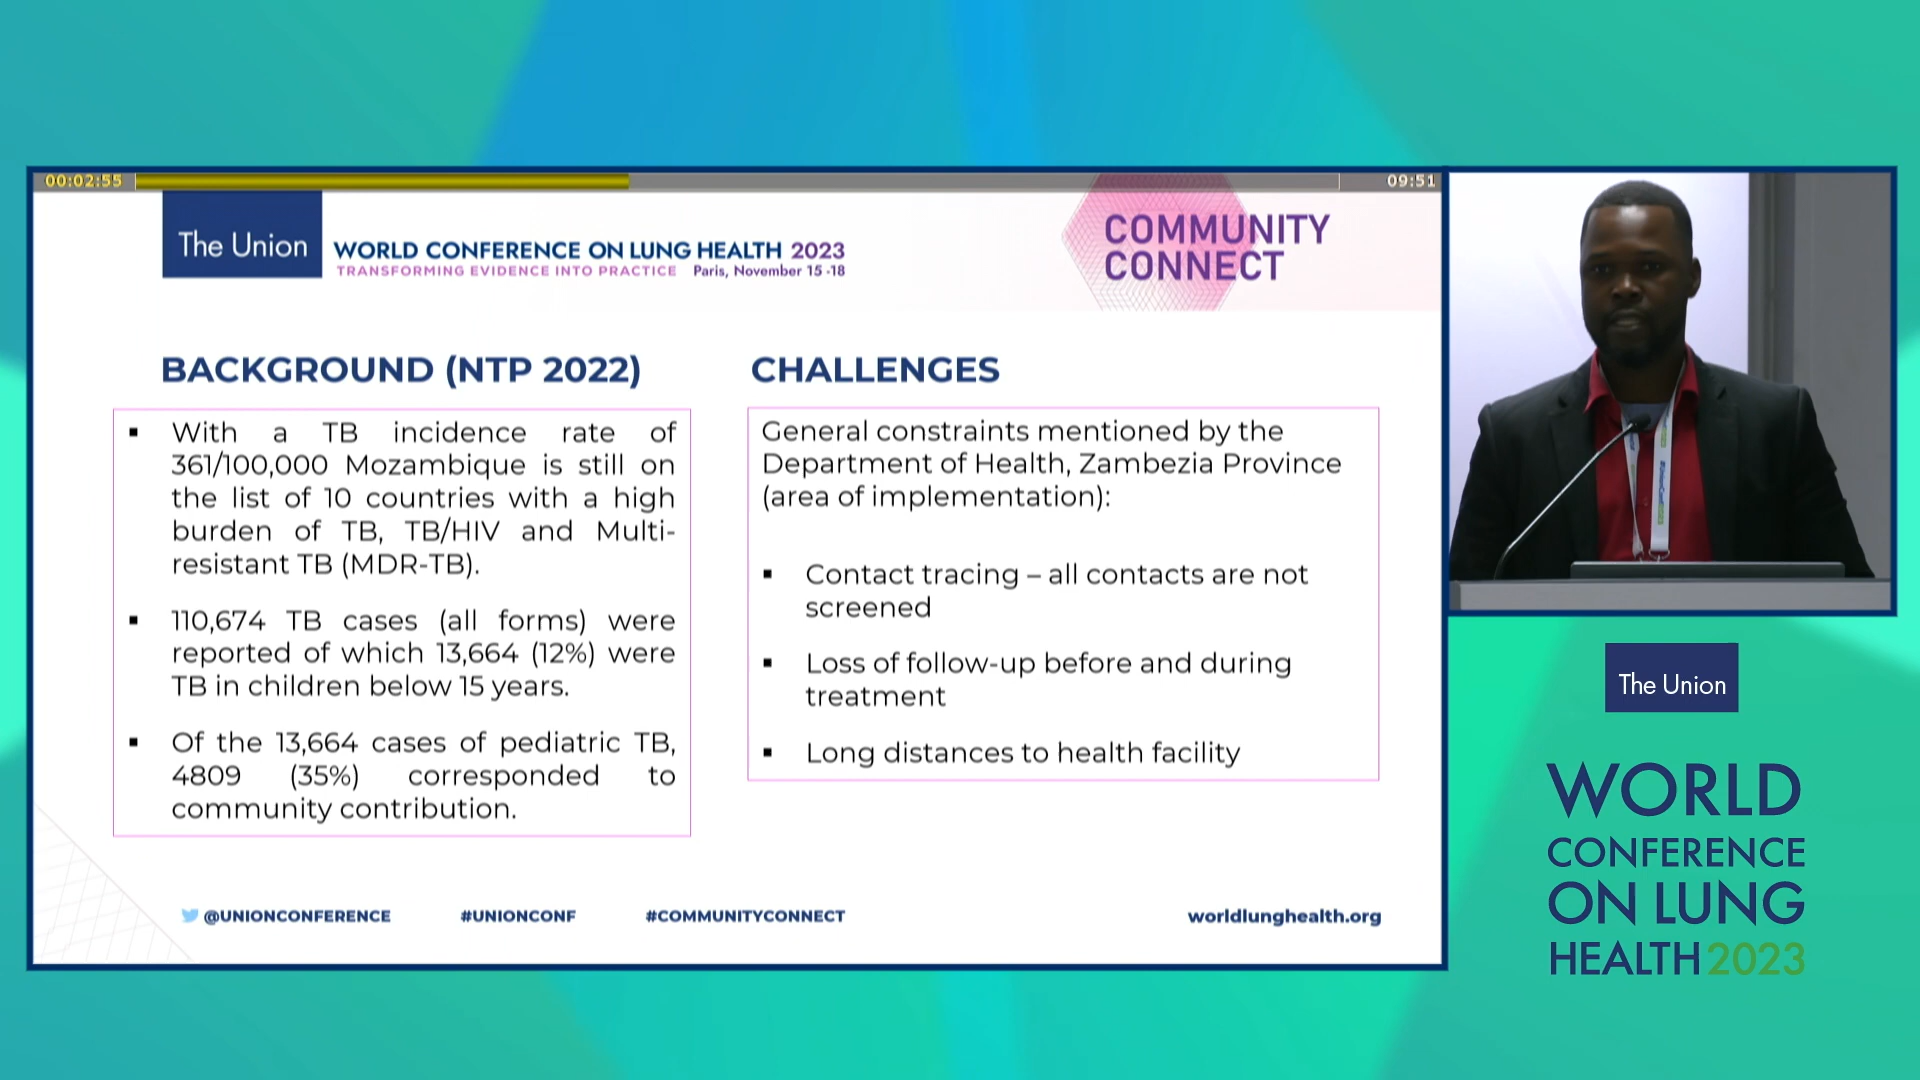 00:02:55
09:51
The Union
WORLD CONFERENCE ON LUNG HEALTH 2023
TRANSFORMING EVIDENCE INTO PRACTICE Paris, November 15 -18
COMMUNITY
CONNECT
BACKGROUND (NTP 2022)
▪ With a TB incidence rate of
361/100,000 Mozambique is still on
the list of 10 countries with a high
burden of TB, TB/HIV and Multi-
resistant TB (MDR-TB).
▪ 110,674 TB cases (all forms) were
reported of which 13,664 (12%) were
TB in children below 15 years.
▪ Of the 13,664 cases of pediatric TB,
4809 (35%) corresponded to
community contribution.
CHALLENGES
General constraints mentioned by the
Department of Health, Zambezia Province
(area of implementation):
▪ Contact tracing – all contacts are not
screened
▪ Loss of follow-up before and during
treatment
▪ Long distances to health facility
@UNIONCONFERENCE
#UNIONCONF
#COMMUNITYCONNECT
worldlunghealth.org
The Union
WORLD
CONFERENCE
ON LUNG
HEALTH 2023